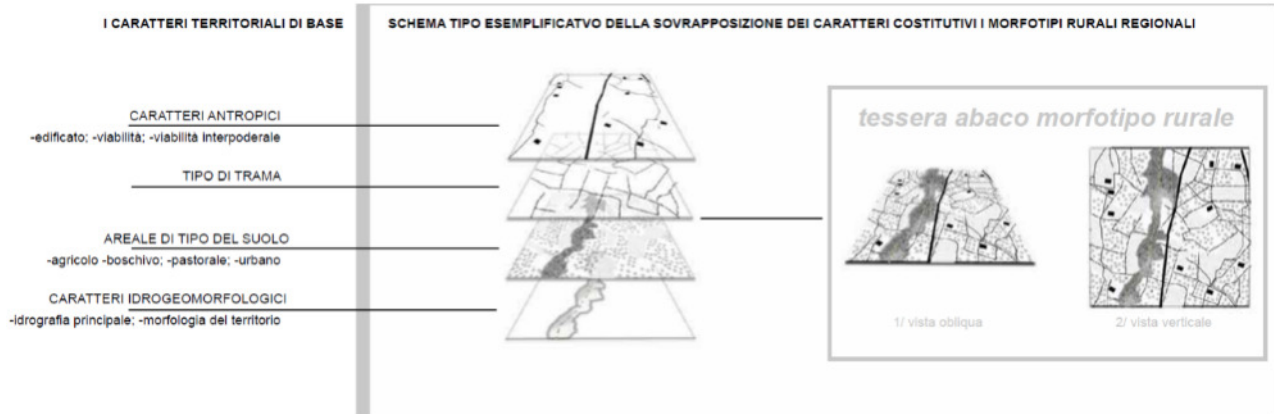 I CARATTERI TERRITORIALI DI BASE
SCHEMA TIPO ESEMPLIFICATVO DELLA SOVRAPPOSIZIONE DEI CARATTERI COSTITUTIVI I MORFOTIPI RURALI REGIONALI
CARATTERI ANTROPICI
-edificato; -viabilità; -viabilità interpoderale
TIPO DI TRAMA
AREALE DI TIPO DEL SUOLO
-agricolo -boschivo; -pastorale; -urbano
CARATTERI IDROGEOMORFOLOGICI
-idrografia principale; -morfologia del territorio
tessera abaco morfotipo rurale
1/ vista obliqua
2/ vista verticale